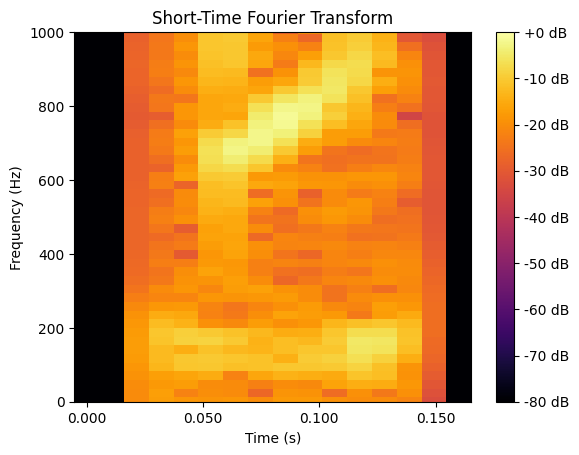 Short-Time Fourier Transform
1000
800
600
400
200
0
Frequency (Hz)
0.000
0.050
0.100
0.150
Time (s)
+0 dB
-10 dB
-20 dB
-30 dB
-40 dB
-50 dB
-60 dB
-70 dB
-80 dB